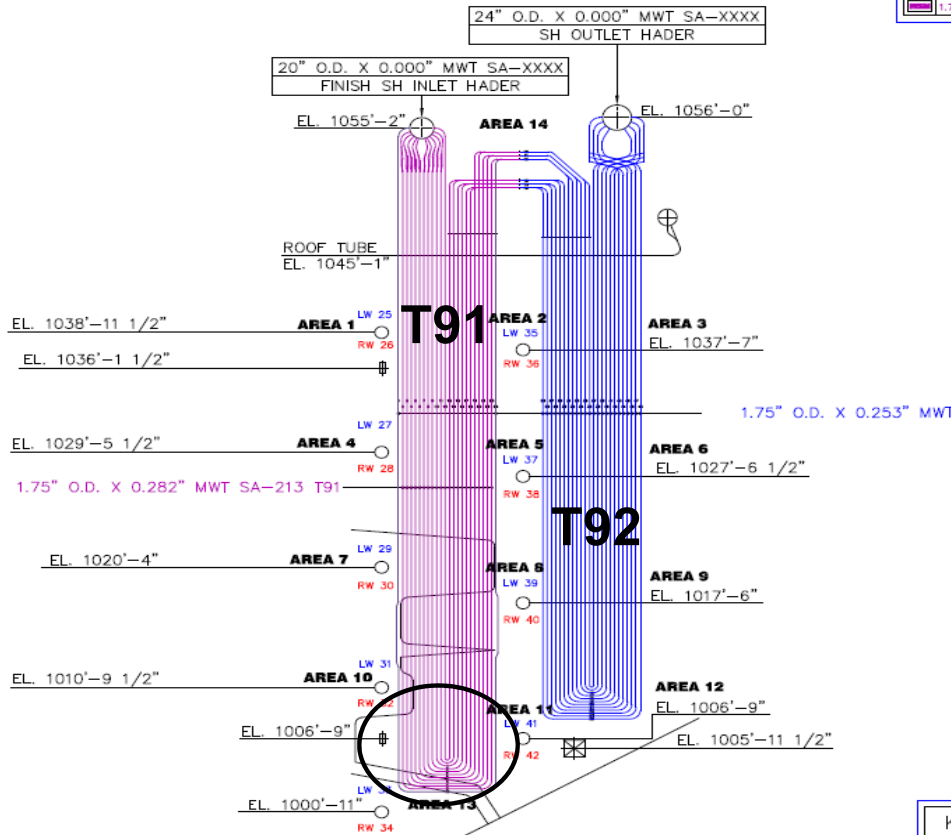 24" O.D. X 0.000" MWT SA-XXXX
SH OUTLET HADER
1.7
20" O.D. X 0.000" MWT SA-XXXX
FINISH SH INLET HADER
EL. 1055'-2"
AREA 14
EL. 1056'-0"
ROOF TUBE
EL. 1045'-1"
EL. 1038'-11 1/2"
AREA 1
LW 25
RW 26
T91
AREA 2
LW 35
RW 36
AREA 3
EL. 1037'-7"
EL. 1036'-1 1/2"
1.75" O.D. X 0.253" MWT
EL. 1029'-5 1/2"
AREA 4
LW 27
RW 28
AREA 5
LW 37
RW 38
AREA 6
EL. 1027'-6 1/2"
1.75" O.D. X 0.282" MWT SA-213 T91
T92
EL. 1020'-4"
AREA 7
LW 29
RW 30
AREA 8
LW 39
RW 40
AREA 9
EL. 1017'-6"
EL. 1010'-9 1/2"
AREA 10
LW 31
RW 32
AREA 11
LW 41
RW 42
AREA 12
EL. 1006'-9"
EL. 1006'-9"
EL. 1005'-11 1/2"
EL. 1000'-11"
AREA 13
LW 33
RW 34